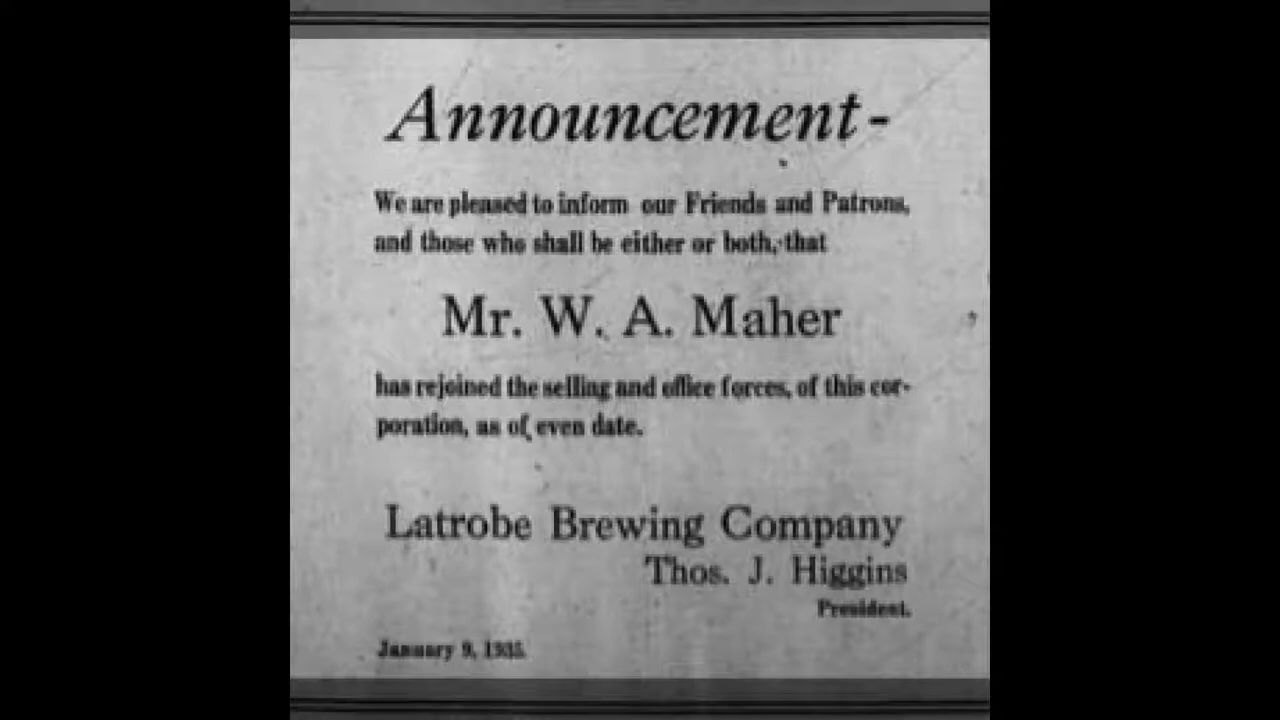 Announcement-
We are pleased to inform our Friends and Patrons,
and those who shall be either or both, that
Mr. W. A. Maher
has rejoined the selling and office forces, of this cor-
poration, as of even date.
Latrobe Brewing Company
Thos. J. Higgins
President.
January 9, 1935.